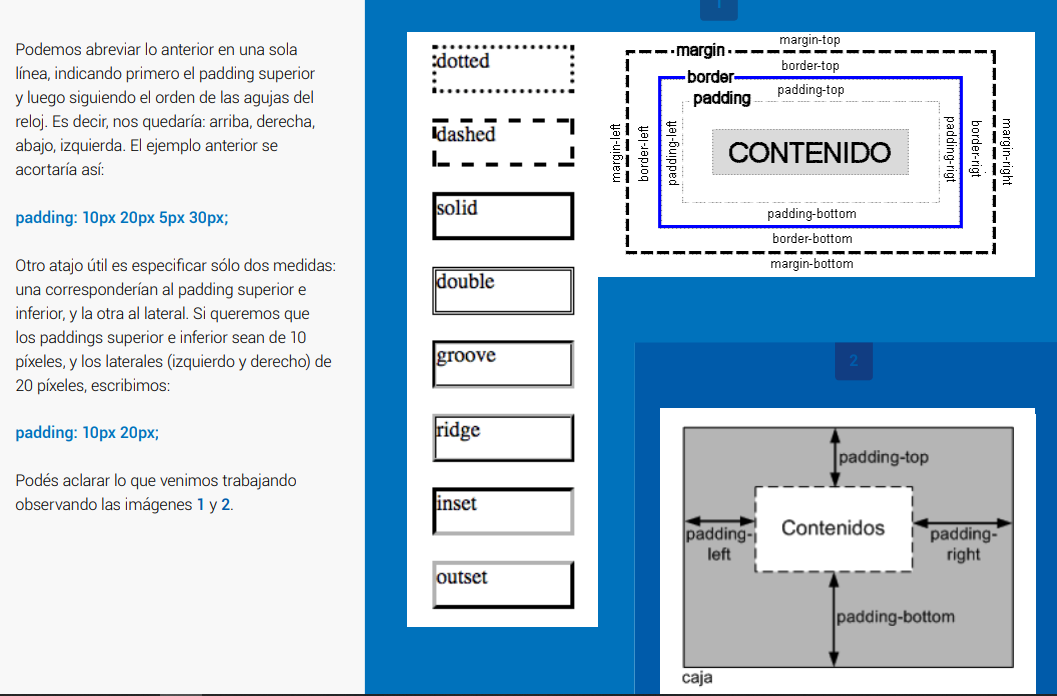 Podemos abreviar lo anterior en una sola
línea, indicando primero el padding superior
y luego siguiendo el orden de las agujas del
reloj. Es decir, nos quedaría: arriba, derecha,
abajo, izquierda. El ejemplo anterior se
acortaría así:
padding: 10px 20px 5px 30px;
Otro atajo útil es especificar sólo dos medidas:
una corresponderían al padding superior e
inferior, y la otra al lateral. Si queremos que
los paddings superior e inferior sean de 10
píxeles, y los laterales (izquierdo y derecho) de
20 píxeles, escribimos:
padding: 10px 20px;
Podés aclarar lo que venimos trabajando
observando las imágenes 1 y 2.
1
dotted
dashed
solid
double
groove
ridge
inset
outset
margin-top
margin
border-top
border
padding-top
padding
margin-left
border-left
padding-left
CONTENIDO
padding-rigt
border-rigt
margin-right
padding-bottom
border-bottom
margin-bottom
2
padding-top
Contenidos
padding-
left
padding-
right
padding-bottom
caja